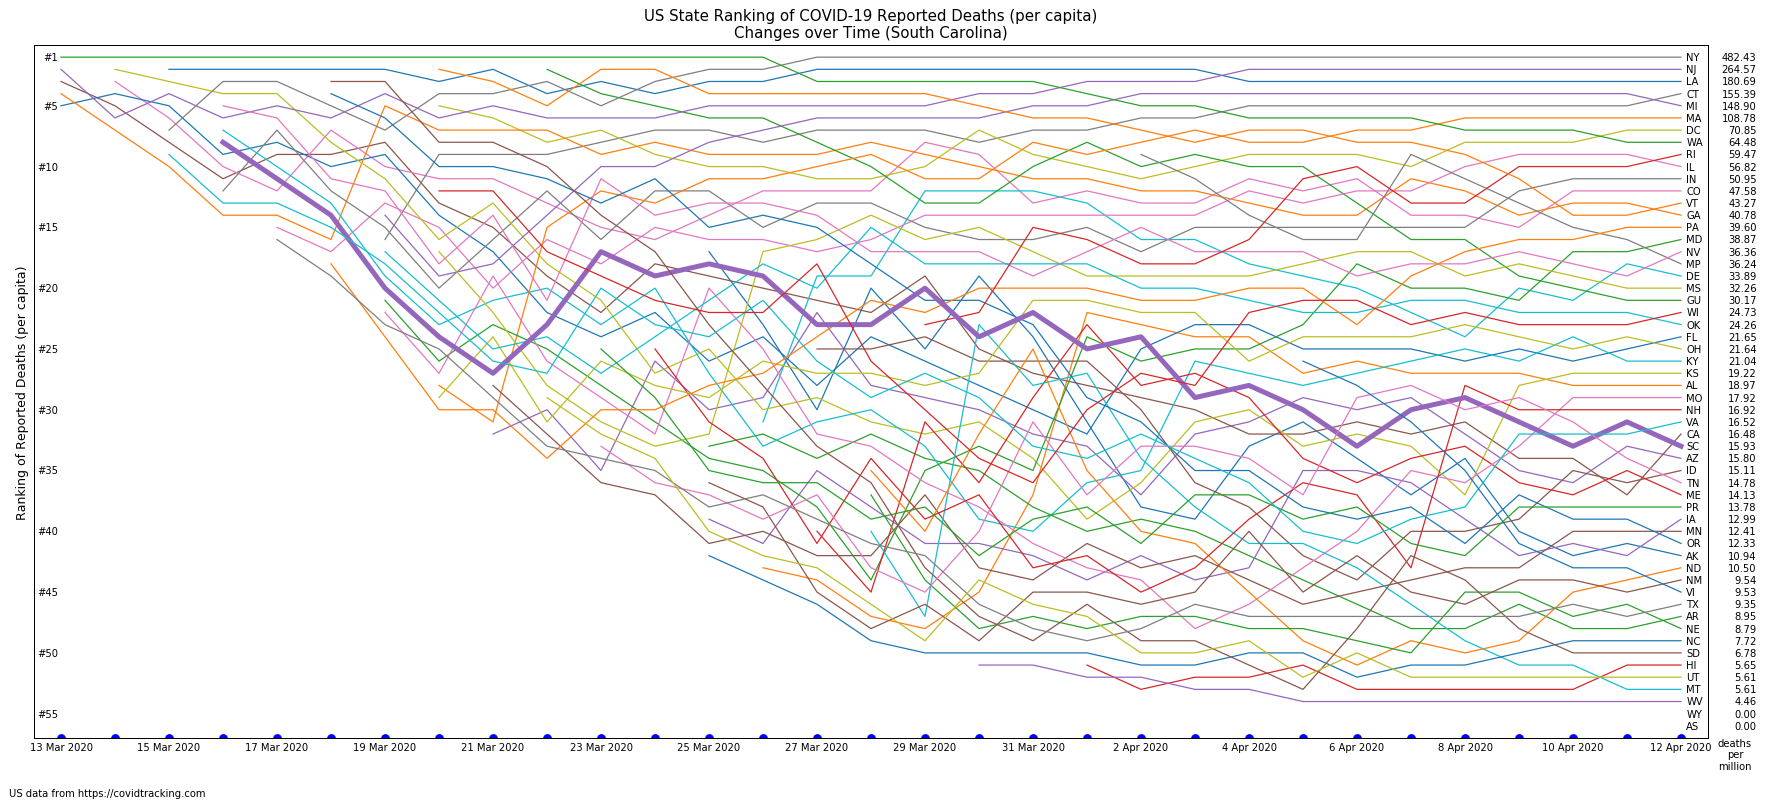 US State Ranking of COVID-19 Reported Deaths (per capita)
Changes over Time (South Carolina)
Ranking of Reported Deaths (per capita)
#1
#5
#10
#15
#20
#25
#30
#35
#40
#45
#50
#55
NY 482.43
NJ 264.57
LA 180.69
CT 155.39
MI 148.90
MA 108.78
DC 70.85
WA 64.48
RI 59.47
IL 56.82
IN 50.95
CO 47.58
VT 43.27
GA 40.78
PA 39.60
MD 38.87
NV 36.36
MP 36.24
DE 33.89
MS 32.26
GU 30.17
WI 24.73
OK 24.26
FL 21.65
OH 21.64
KY 21.04
KS 19.22
AL 18.97
MO 17.92
NH 16.92
VA 16.52
CA 16.48
SC 15.93
AZ 15.80
ID 15.11
TN 14.78
ME 14.13
PR 13.78
IA 12.99
MN 12.41
OR 12.33
AK 10.94
ND 10.50
NM 9.54
VI 9.53
TX 9.35
AR 8.95
NE 8.79
NC 7.72
SD 6.78
HI 5.65
UT 5.61
MT 5.61
WV 4.46
WY 0.00
AS 0.00
13 Mar 2020 15 Mar 2020 17 Mar 2020 19 Mar 2020 21 Mar 2020 23 Mar 2020 25 Mar 2020 27 Mar 2020 29 Mar 2020 31 Mar 2020 2 Apr 2020 4 Apr 2020 6 Apr 2020 8 Apr 2020 10 Apr 2020 12 Apr 2020
deaths
per
million
US data from https://covidtracking.com